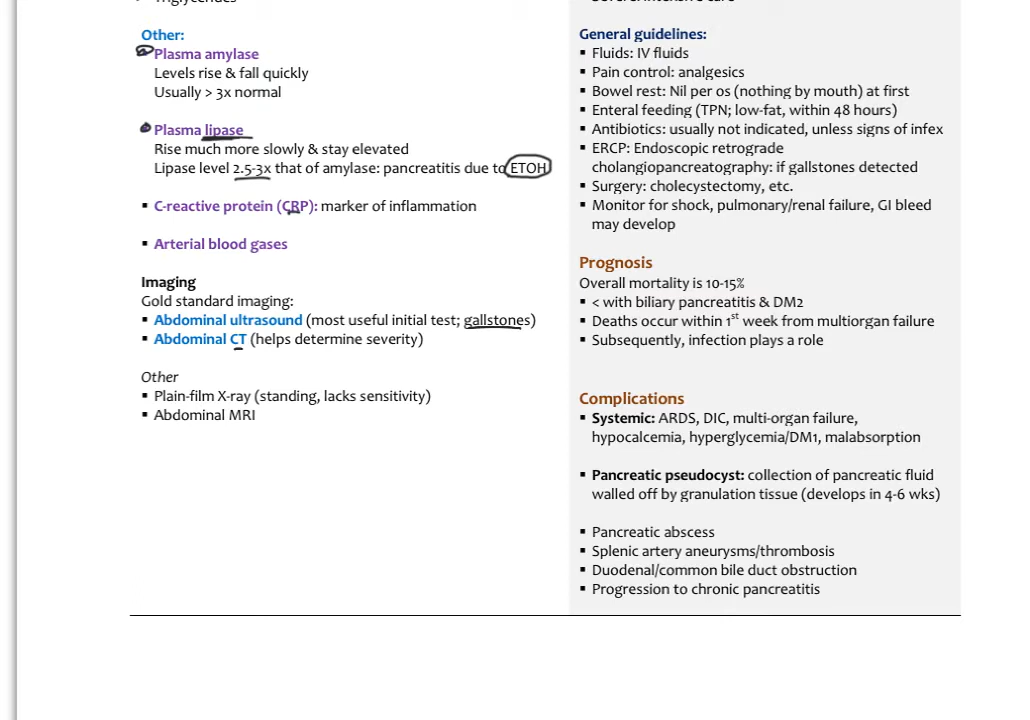 Other:
Plasma amylase
Levels rise & fall quickly
Usually > 3x normal
Plasma lipase
Rise much more slowly & stay elevated
Lipase level 2.5-3x that of amylase: pancreatitis due to ETOH
▪ C-reactive protein (CRP): marker of inflammation
▪ Arterial blood gases
Imaging
Gold standard imaging:
▪ Abdominal ultrasound (most useful initial test; gallstones)
▪ Abdominal CT (helps determine severity)
Other
▪ Plain-film X-ray (standing, lacks sensitivity)
▪ Abdominal MRI
General guidelines:
▪ Fluids: IV fluids
▪ Pain control: analgesics
▪ Bowel rest: Nil per os (nothing by mouth) at first
▪ Enteral feeding (TPN; low-fat, within 48 hours)
▪ Antibiotics: usually not indicated, unless signs of infex
▪ ERCP: Endoscopic retrograde
cholangiopancreatography: if gallstones detected
▪ Surgery: cholecystectomy, etc.
▪ Monitor for shock, pulmonary/renal failure, GI bleed
may develop
Prognosis
Overall mortality is 10-15%
▪ < with biliary pancreatitis & DM2
▪ Deaths occur within 1st week from multiorgan failure
▪ Subsequently, infection plays a role
Complications
▪ Systemic: ARDS, DIC, multi-organ failure,
hypocalcemia, hyperglycemia/DM1, malabsorption
▪ Pancreatic pseudocyst: collection of pancreatic fluid
walled off by granulation tissue (develops in 4-6 wks)
▪ Pancreatic abscess
▪ Splenic artery aneurysms/thrombosis
▪ Duodenal/common bile duct obstruction
▪ Progression to chronic pancreatitis